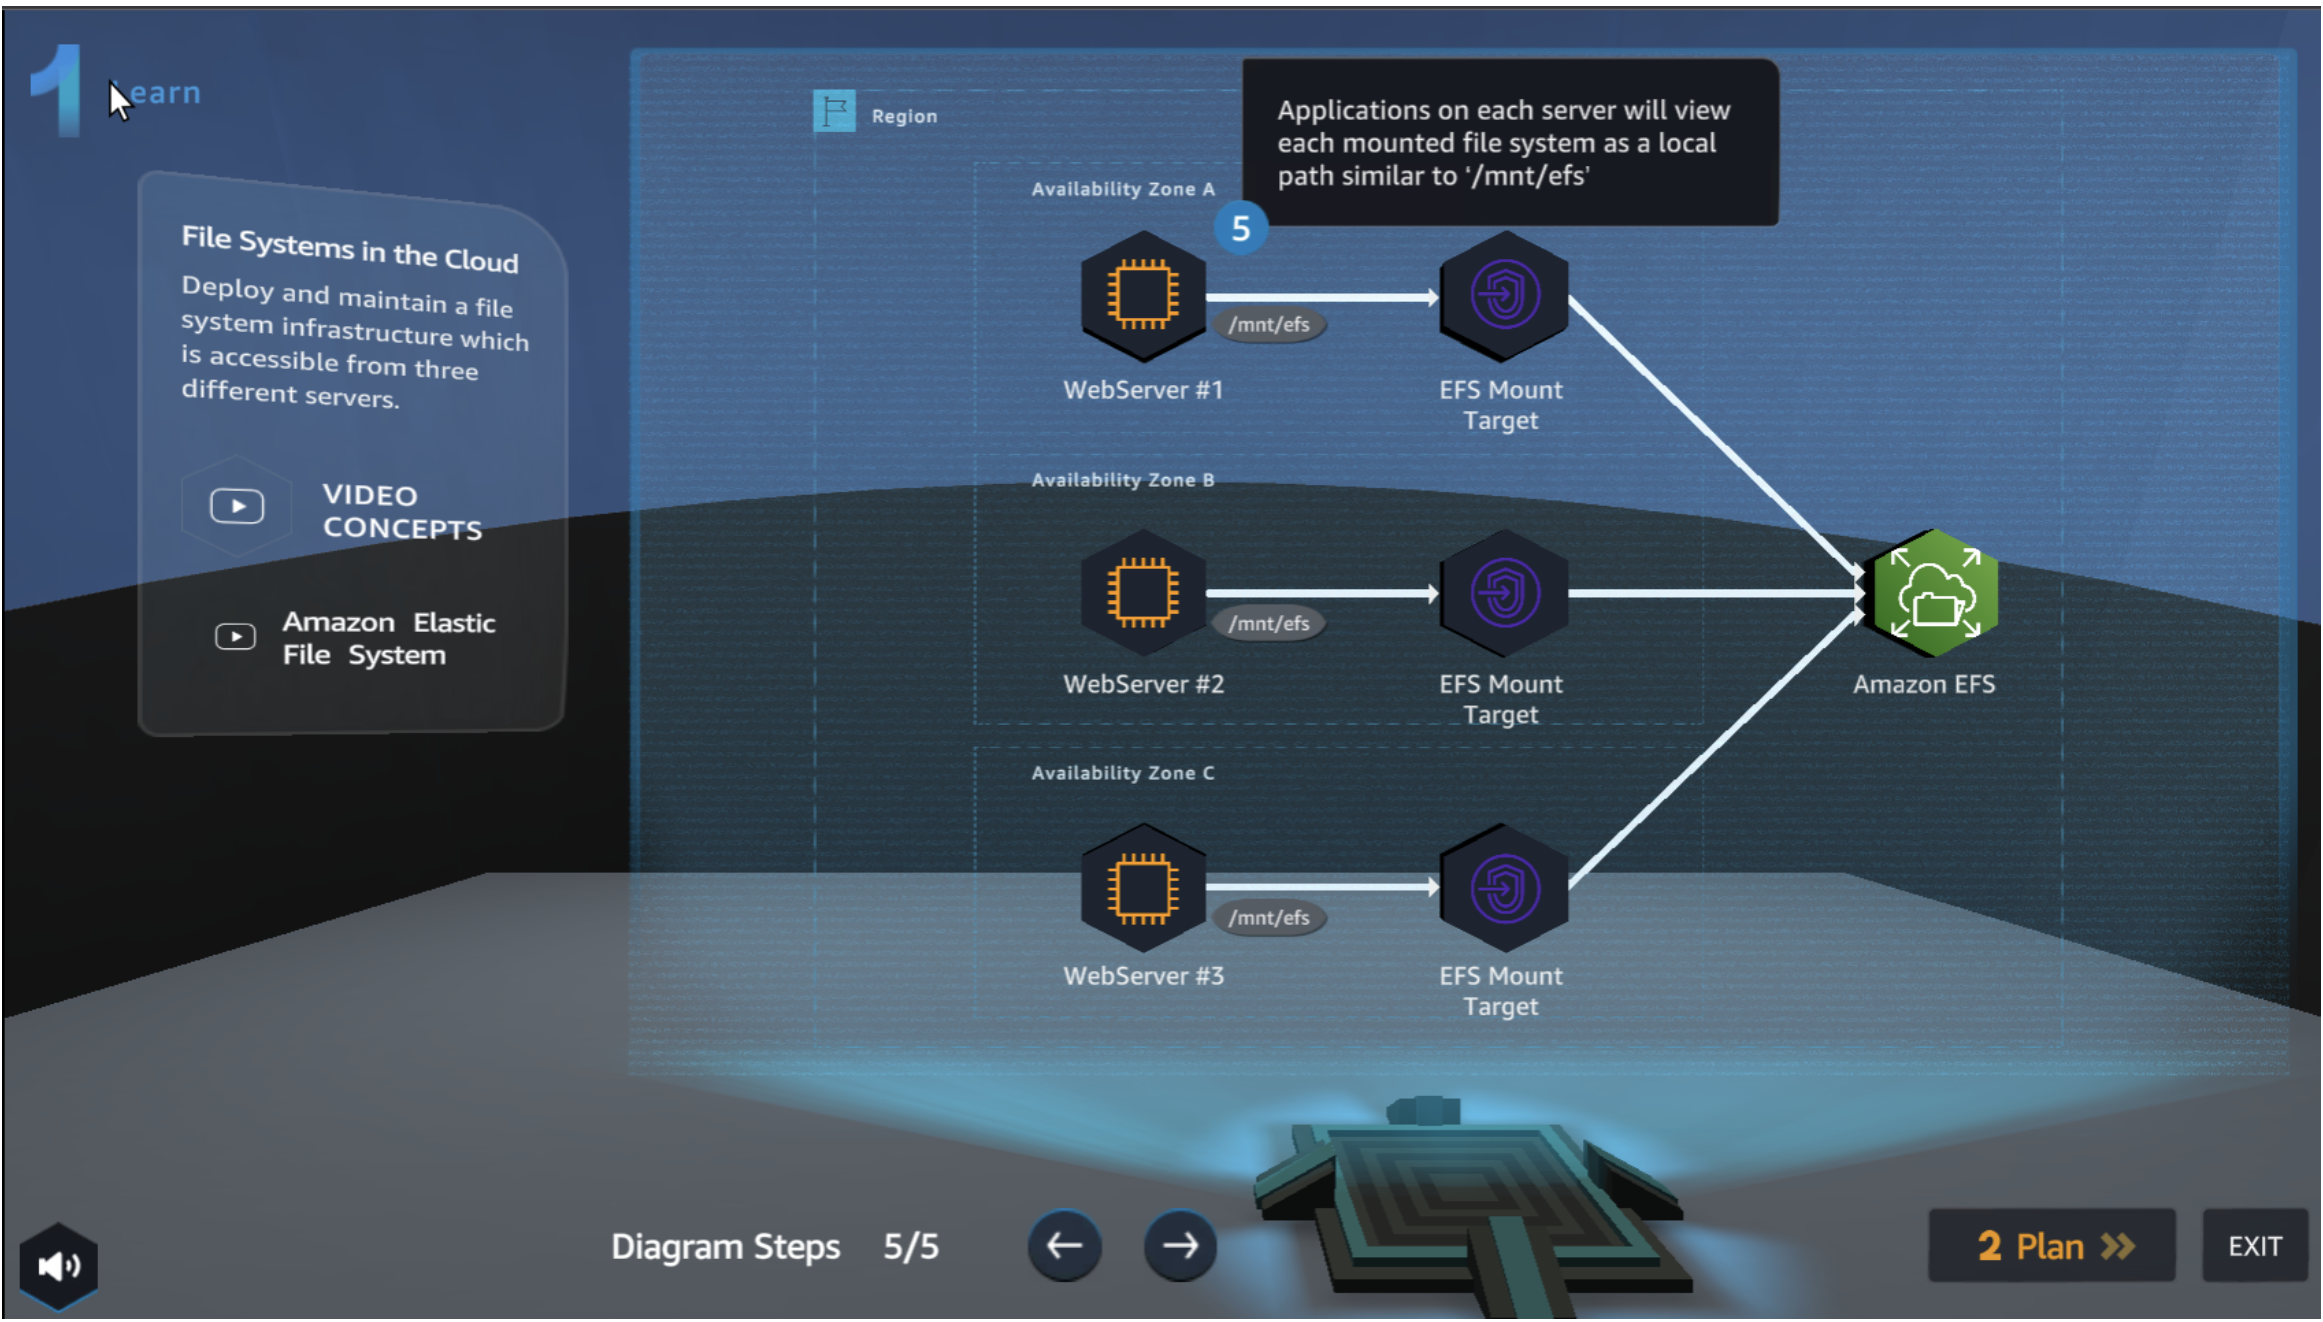 1 Learn
File Systems in the Cloud
Deploy and maintain a file
system infrastructure which
is accessible from three
different servers.
VIDEO
CONCEPTS
Amazon Elastic
File System
Region
Applications on each server will view
each mounted file system as a local
path similar to ‘/mnt/efs’
Availability Zone A
5
/mnt/efs
WebServer #1
EFS Mount
Target
Availability Zone B
/mnt/efs
WebServer #2
EFS Mount
Target
Amazon EFS
Availability Zone C
/mnt/efs
WebServer #3
EFS Mount
Target
Diagram Steps 5/5
2 Plan
EXIT